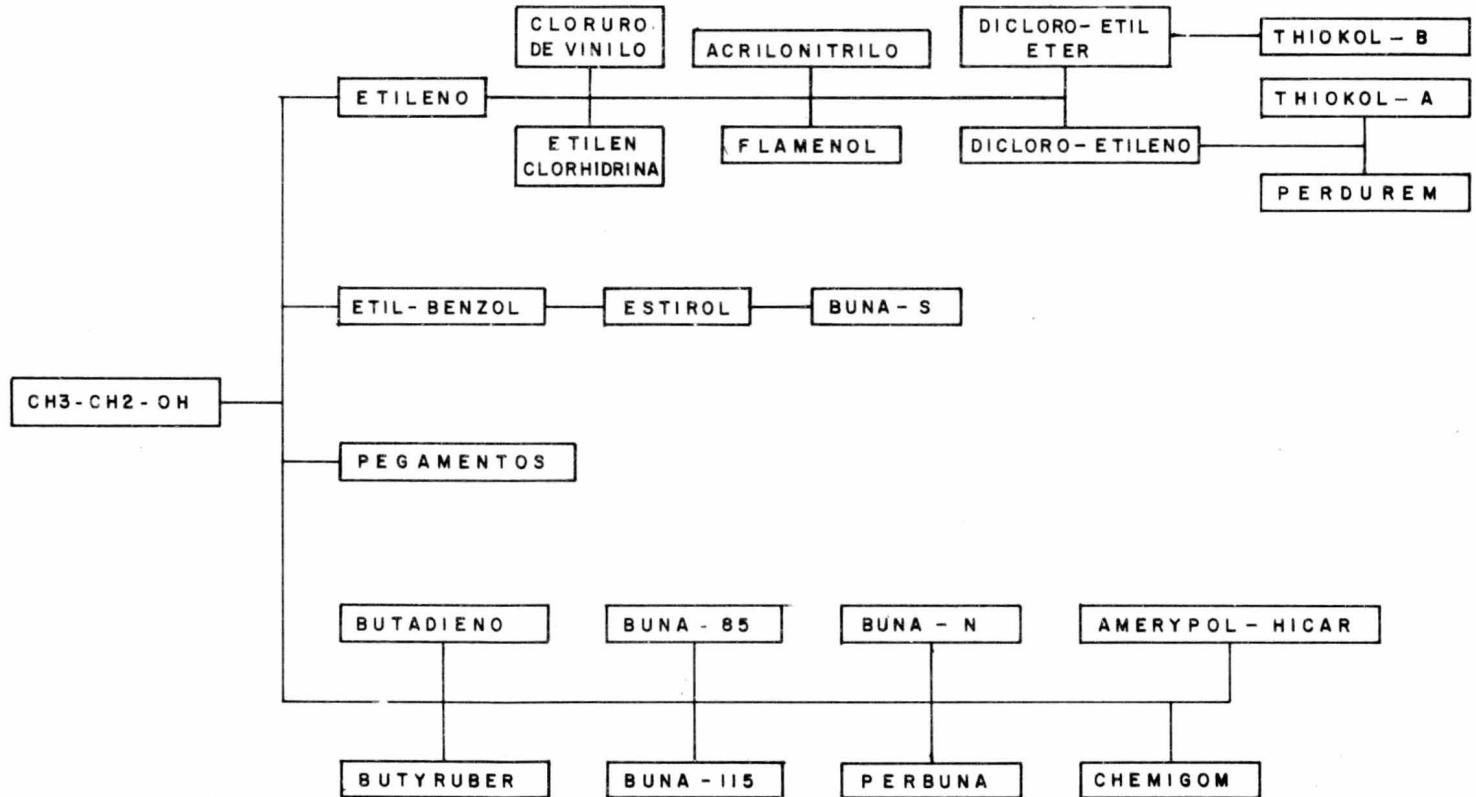 CLORURO
DE VINILO
ACRILONITRILO
DICLORO-ETIL
ETER
THIOKOL-B
ETILENO
THIOKOL-A
ETILEN
CLORHIDRINA
FLAMENOL
DICLORO-ETILENO
PERDUREM
ETIL-BENZOL
ESTIROL
BUNA-S
CH3-CH2-OH
PEGAMENTOS
BUTADIENO
BUNA-85
BUNA-N
AMERYPOL-HICAR
BUTYRUBER
BUNA-115
PERBUNA
CHEMIGOM